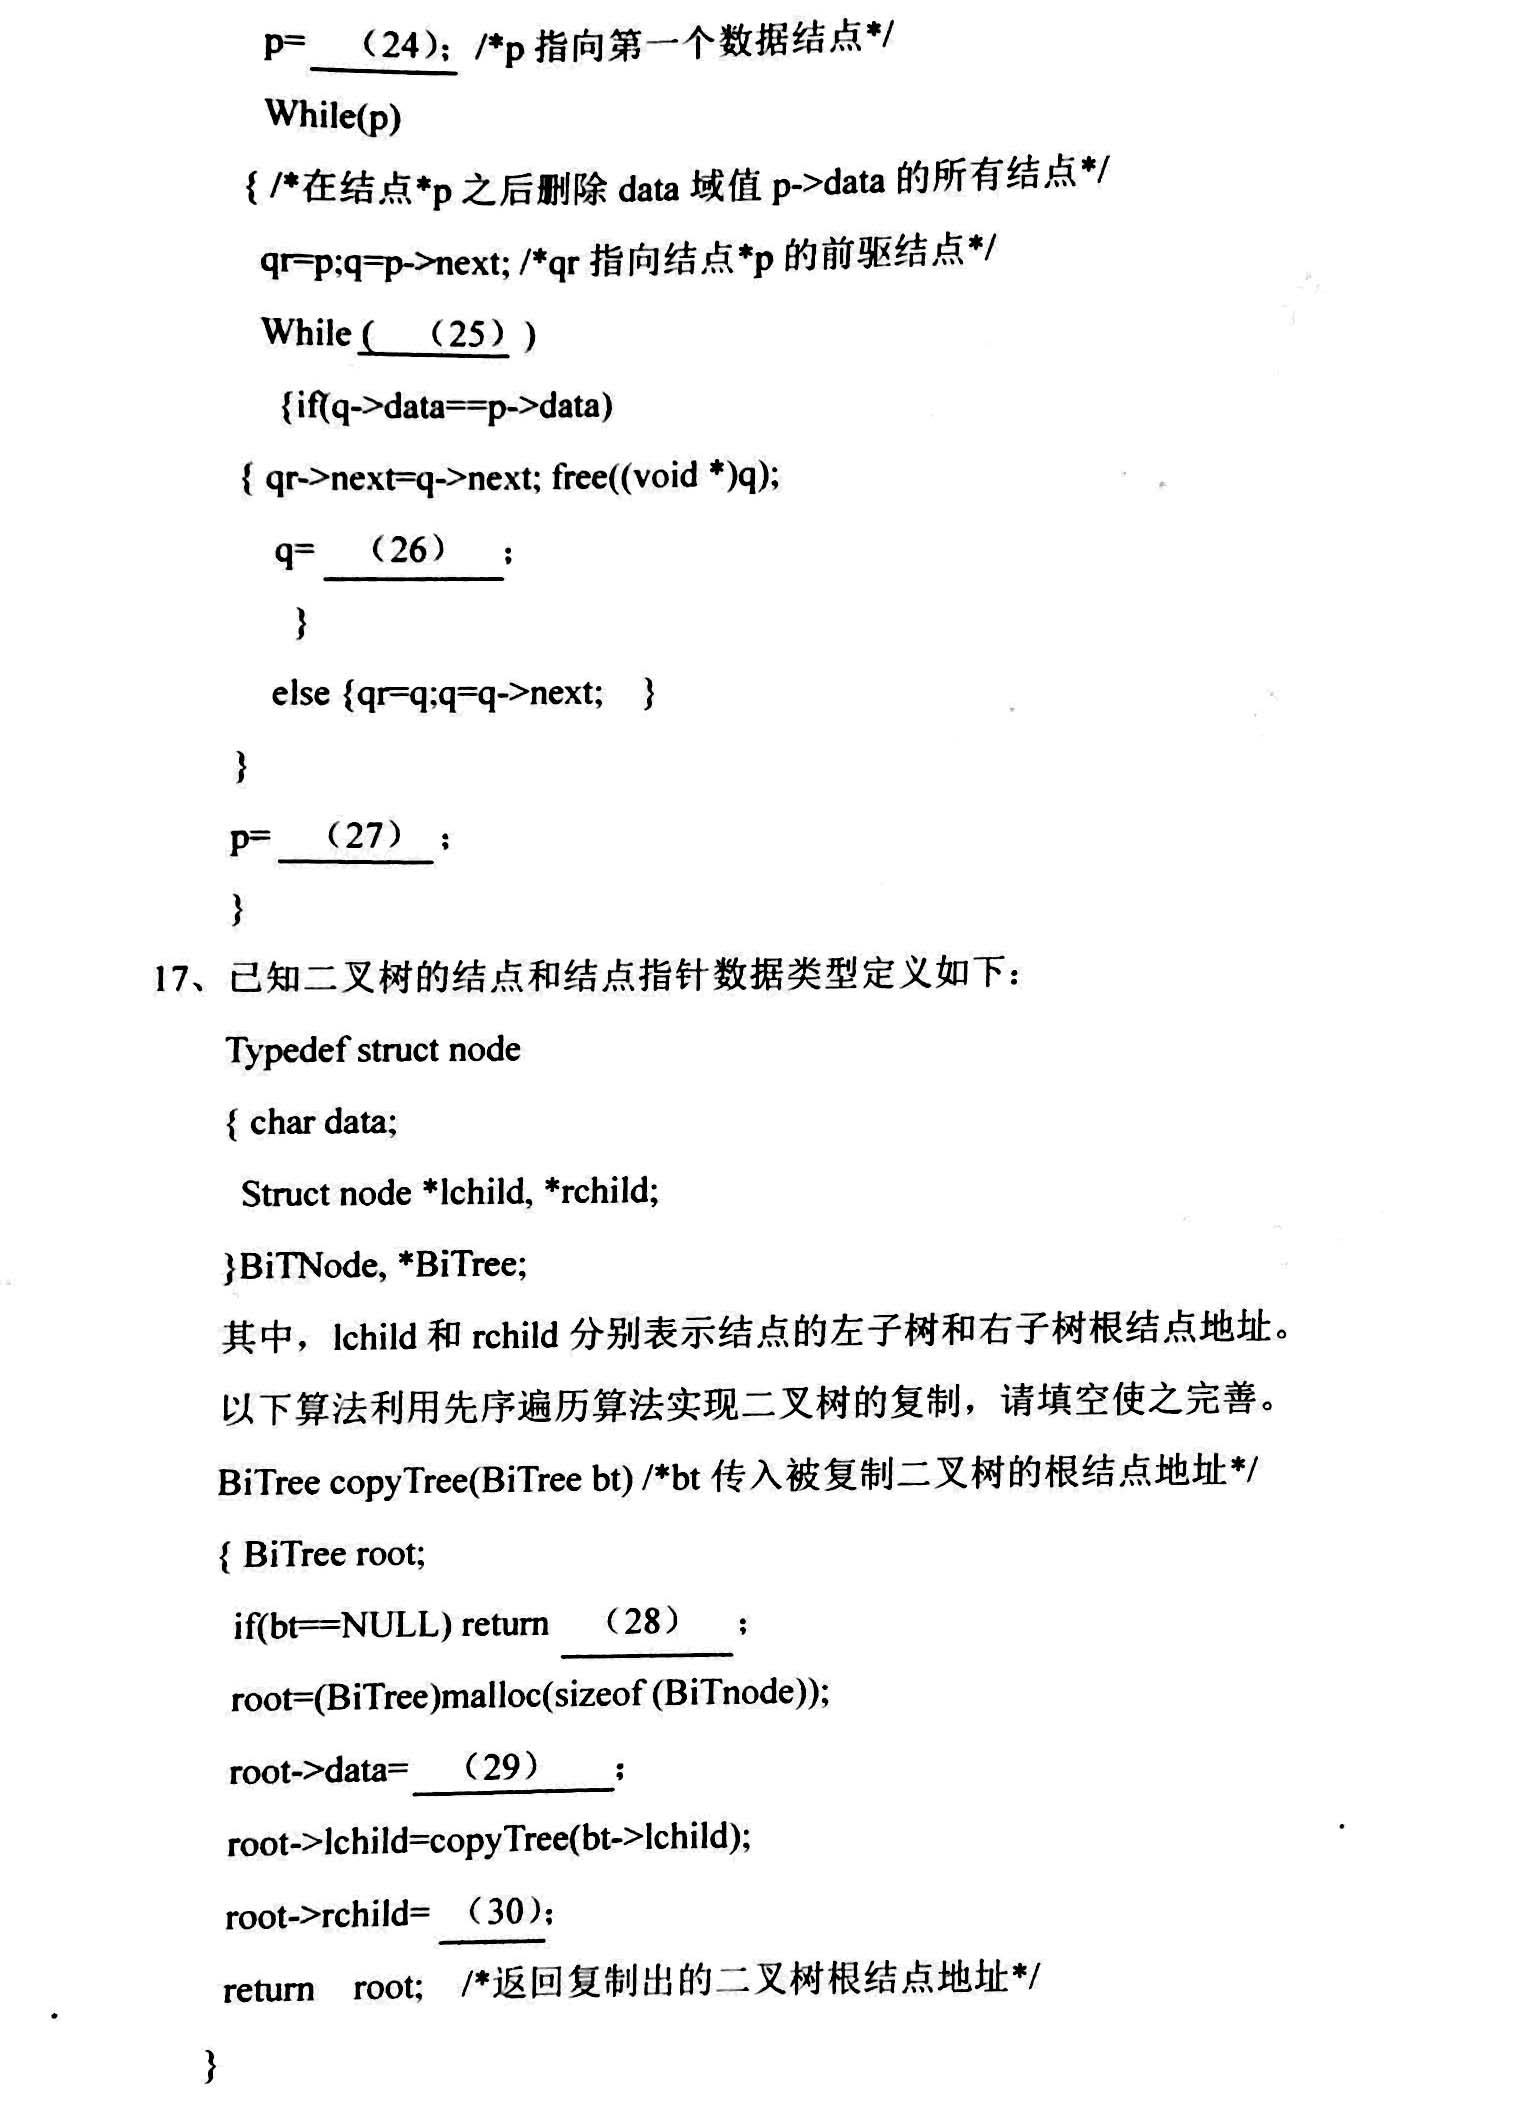 p= （24）; /*p 指向第一个数据结点*/
While(p)
{ /*在结点*p 之后删除 data 域值 p->data 的所有结点*/
qr=p;q=p->next; /*qr 指向结点*p 的前驱结点*/
While ( （25） )
{if(q->data==p->data)
{ qr->next=q->next; free((void *)q);
q= （26） ;
}
else {qr=q;q=q->next; }
}
p= （27） ;
}
17、已知二叉树的结点和结点指针数据类型定义如下：
Typedef struct node
{ char data;
Struct node *lchild, *rchild;
}BiTNode, *BiTree;
其中，lchild 和 rchild 分别表示结点的左子树和右子树根结点地址。
以下算法利用先序遍历算法实现二叉树的复制，请填空使之完善。
BiTree copyTree(BiTree bt) /*bt 传入被复制二叉树的根结点地址*/
{ BiTree root;
if(bt==NULL) return （28） ;
root=(BiTree)malloc(sizeof (BiTnode));
root->data= （29） ;
root->lchild=copyTree(bt->lchild);
root->rchild= （30）;
return root; /*返回复制出的二叉树根结点地址*/
}